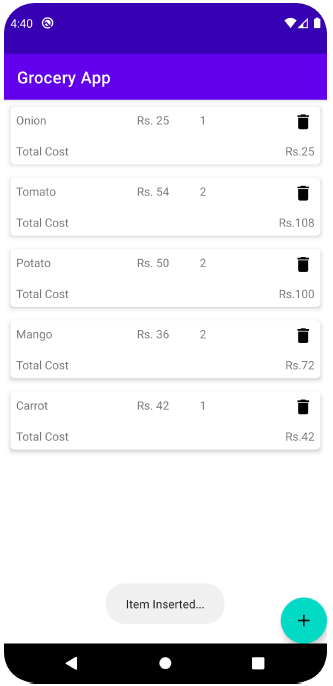 4:40
Grocery App
Onion Rs. 25 1
Total Cost Rs.25
Tomato Rs. 54 2
Total Cost Rs.108
Potato Rs. 50 2
Total Cost Rs.100
Mango Rs. 36 2
Total Cost Rs.72
Carrot Rs. 42 1
Total Cost Rs.42
Item Inserted...
+